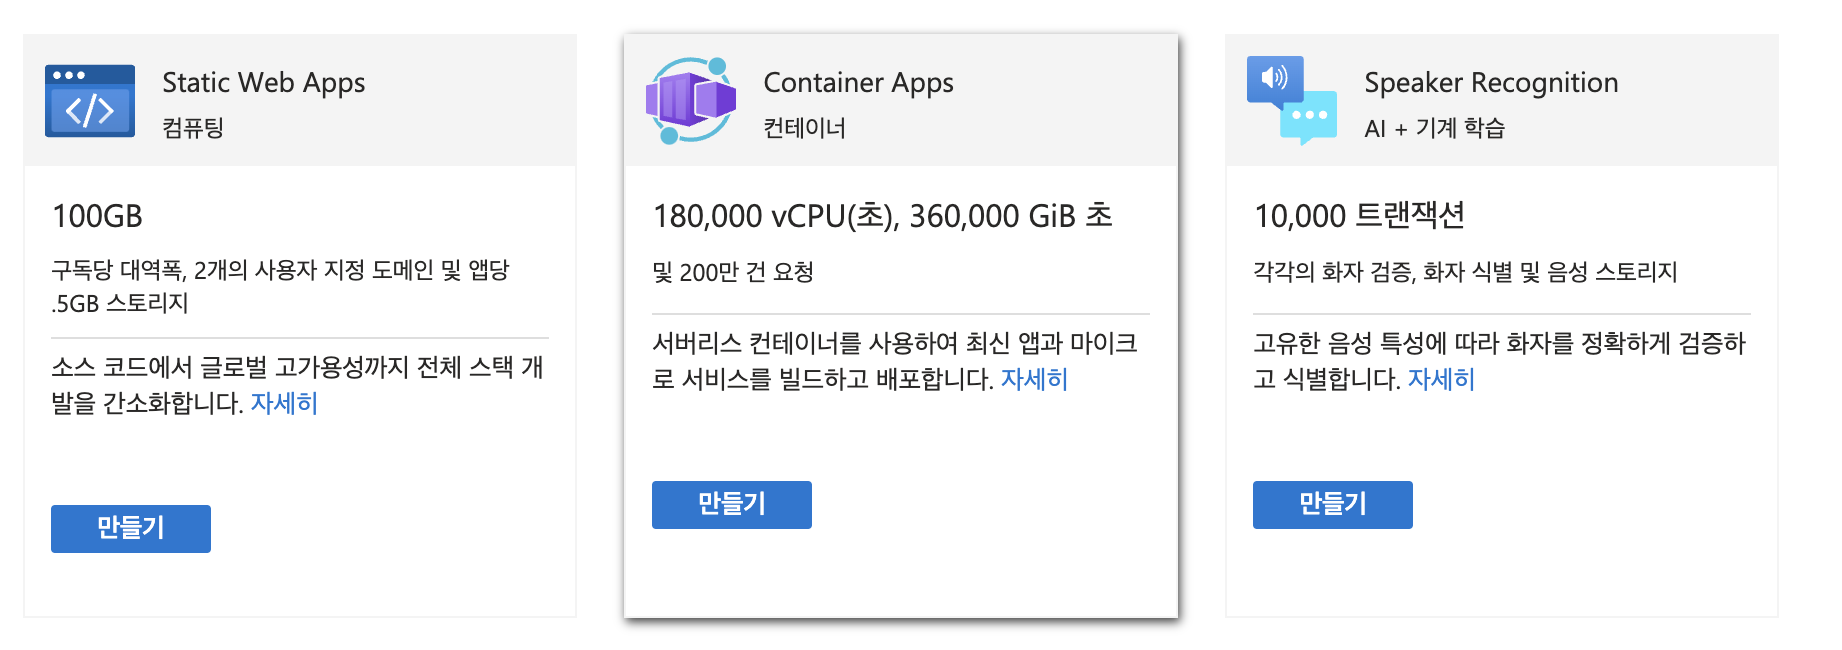 Static Web Apps
컴퓨팅
100GB
구독당 대역폭, 2개의 사용자 지정 도메인 및 앱당
.5GB 스토리지
소스 코드에서 글로벌 고가용성까지 전체 스택 개
발을 간소화합니다. 자세히
만들기
Container Apps
컨테이너
180,000 vCPU(초), 360,000 GiB 초
및 200만 건 요청
서버리스 컨테이너를 사용하여 최신 앱과 마이크
로 서비스를 빌드하고 배포합니다. 자세히
만들기
Speaker Recognition
AI + 기계 학습
10,000 트랜잭션
각각의 화자 검증, 화자 식별 및 음성 스토리지
고유한 음성 특성에 따라 화자를 정확하게 검증하
고 식별합니다. 자세히
만들기